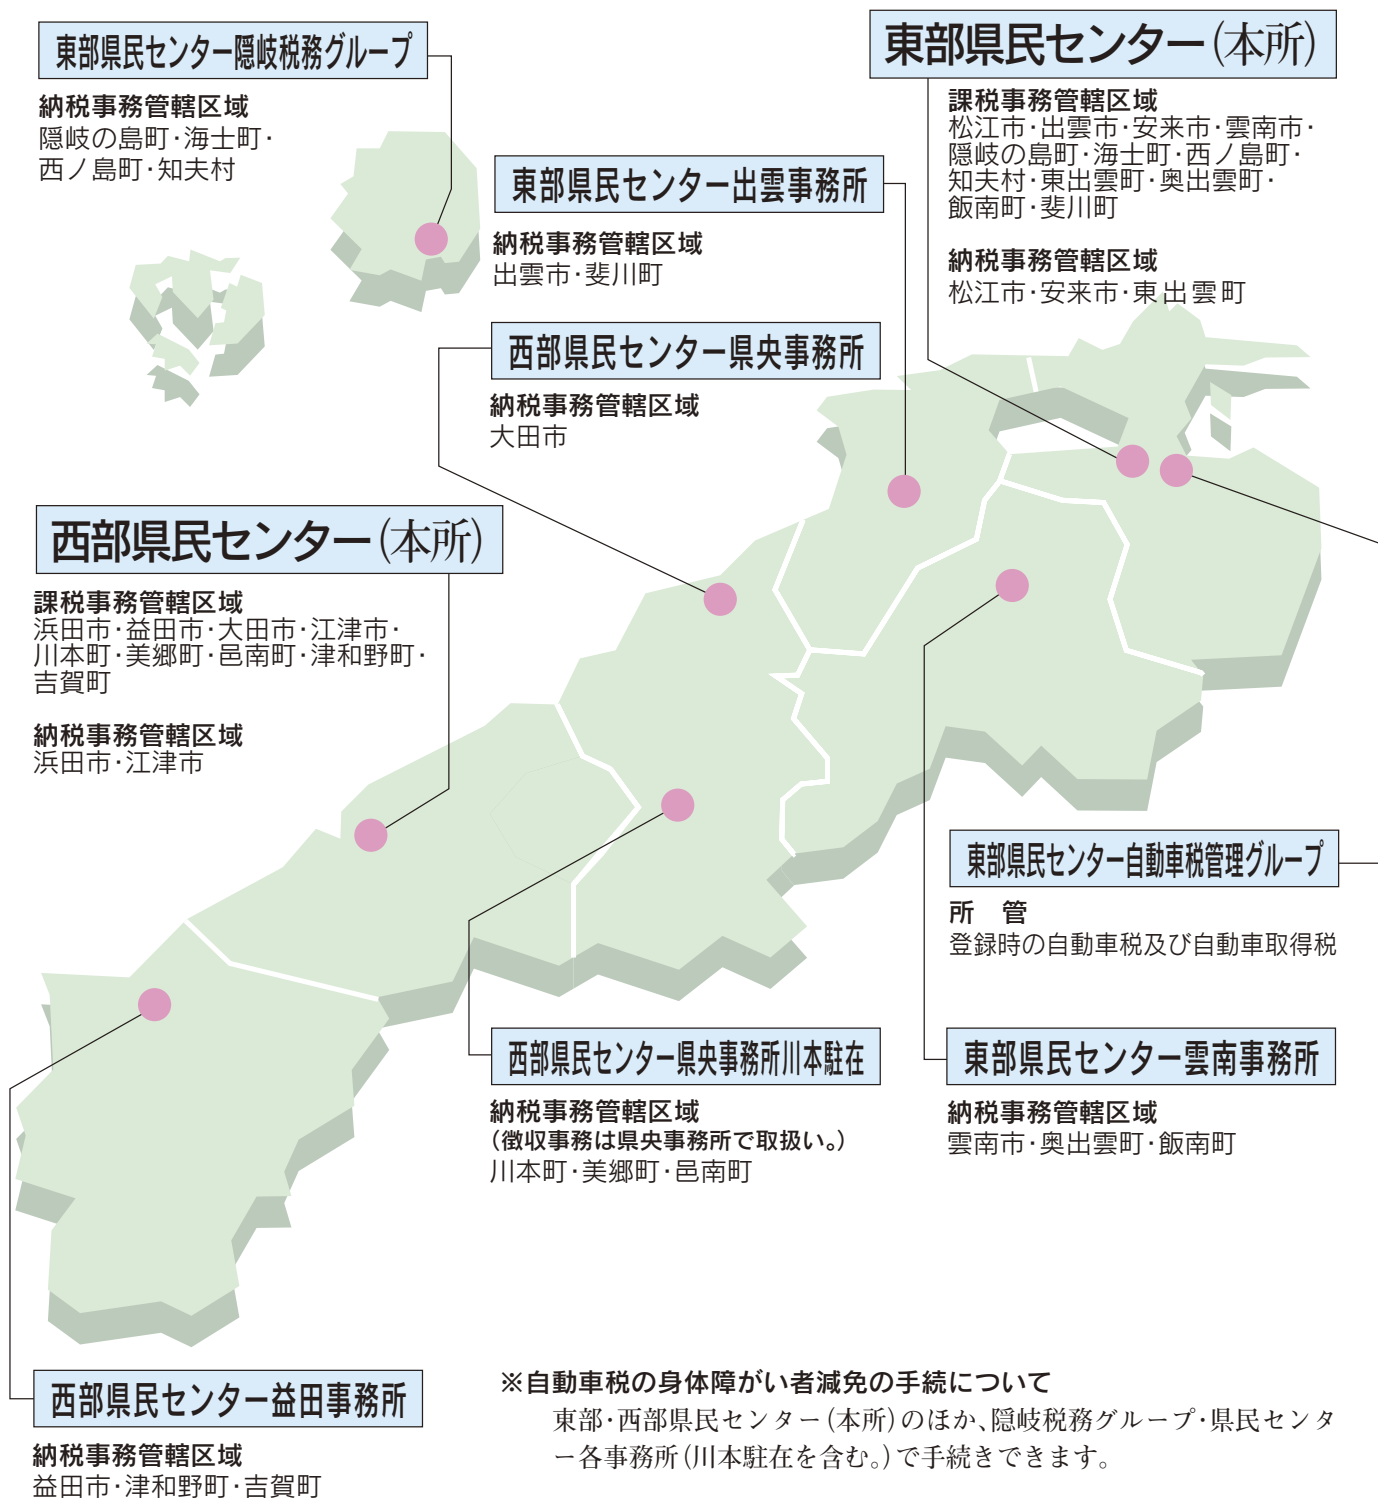 東部県民センター隠岐税務グループ
納税事務管轄区域
隠岐の島町・海士町・
西ノ島町・知夫村
東部県民センター(本所)
課税事務管轄区域
松江市・出雲市・安来市・雲南市・
隠岐の島町・海士町・西ノ島町・
知夫村・東出雲町・奥出雲町・
飯南町・斐川町
納税事務管轄区域
松江市・安来市・東出雲町
東部県民センター出雲事務所
納税事務管轄区域
出雲市・斐川町
西部県民センター県央事務所
納税事務管轄区域
大田市
西部県民センター(本所)
課税事務管轄区域
浜田市・益田市・大田市・江津市・
川本町・美郷町・邑南町・津和野町・
吉賀町
納税事務管轄区域
浜田市・江津市
東部県民センター自動車税管理グループ
所　管
登録時の自動車税及び自動車取得税
西部県民センター県央事務所川本駐在
納税事務管轄区域
(徴収事務は県央事務所で取扱い。)
川本町・美郷町・邑南町
東部県民センター雲南事務所
納税事務管轄区域
雲南市・奥出雲町・飯南町
西部県民センター益田事務所
納税事務管轄区域
益田市・津和野町・吉賀町
※自動車税の身体障がい者減免の手続について
東部・西部県民センター(本所)のほか、隠岐税務グループ・県民センタ
ー各事務所(川本駐在を含む。)で手続きできます。